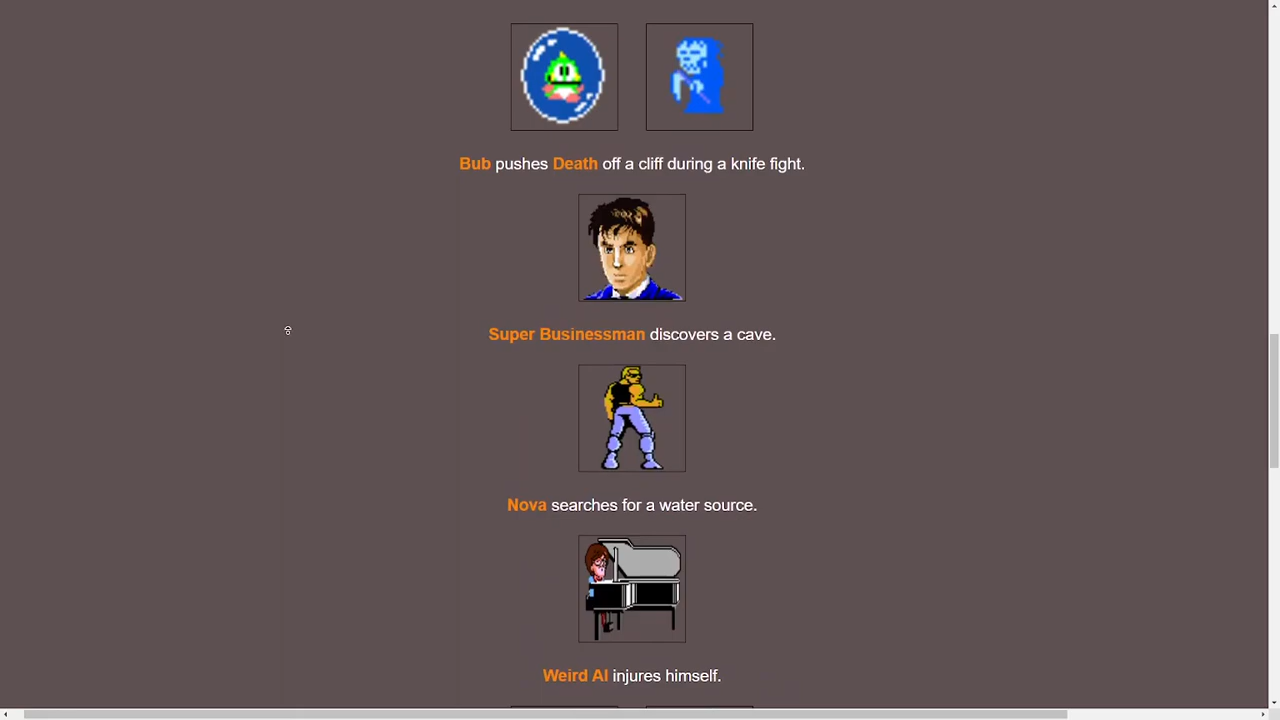 Bub pushes Death off a cliff during a knife fight.
Super Businessman discovers a cave.
Nova searches for a water source.
Weird Al injures himself.